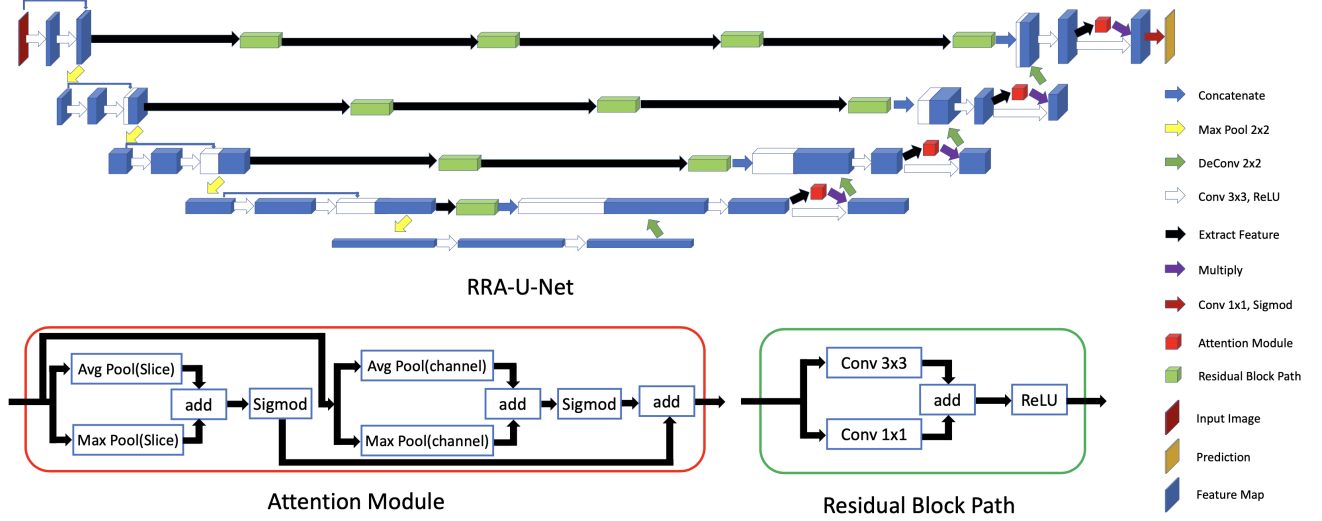 Concatenate
Max Pool 2x2
DeConv 2x2
Conv 3x3, ReLU
Extract Feature
Multiply
Conv 1x1, Sigmod
Attention Module
Residual Block Path
Input Image
Prediction
Feature Map
RRA-U-Net
Avg Pool(Slice)
Max Pool(Slice)
add
Sigmod
Avg Pool(channel)
Max Pool(channel)
add
Sigmod
add
Attention Module
Conv 3x3
Conv 1x1
add
ReLU
Residual Block Path